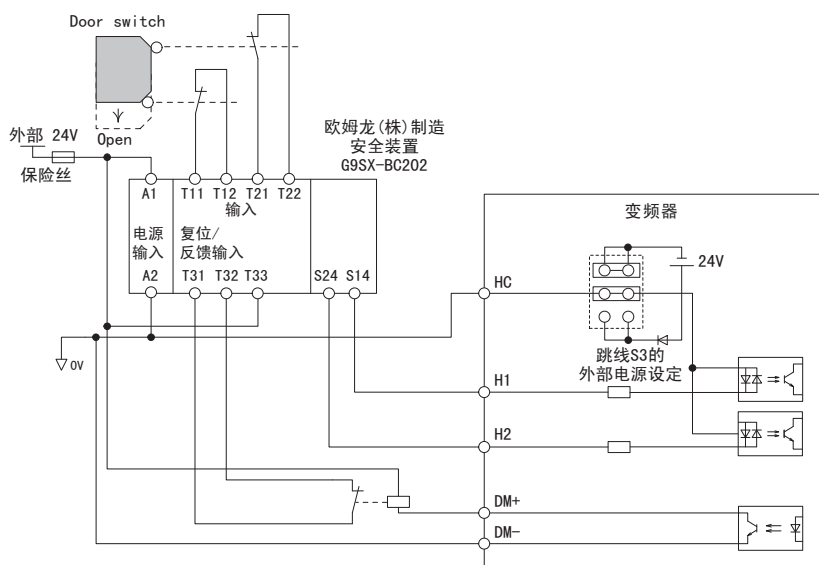 Door switch
Open
外部 24V
保险丝
欧姆龙(株)制造
安全装置
G9SX-BC202
A1
T11 T12 T21 T22
输入
电源
输入
复位/
反馈输入
A2
T31 T32 T33
S24 S14
0V
变频器
24V
HC
跳线S3的
外部电源设定
H1
H2
DM+
DM-